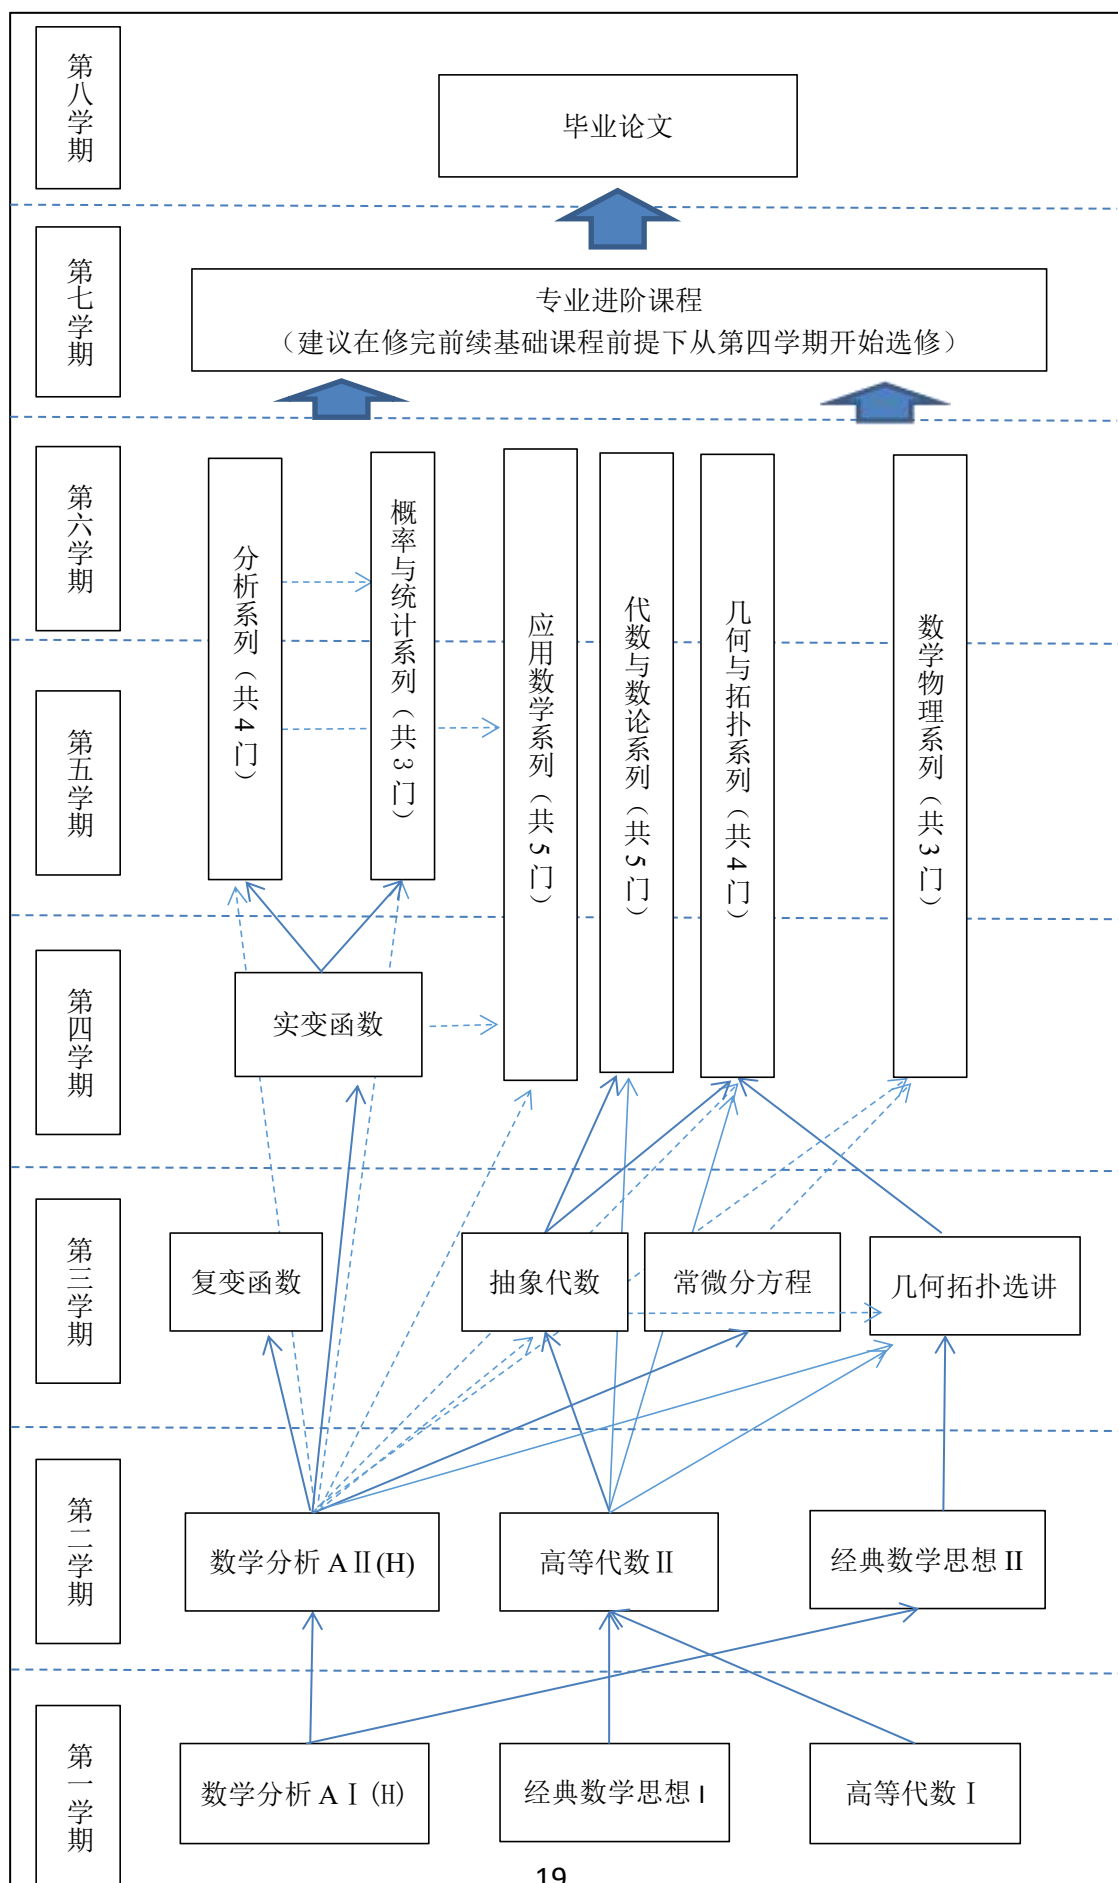 第八学期
毕业论文
第七学期
专业进阶课程
（建议在修完前续基础课程前提下从第四学期开始选修）
第六学期
分析系列（共4门）
概率与统计系列（共3门）
应用数学系列（共5门）
代数与数论系列（共5门）
几何与拓扑系列（共4门）
数学物理系列（共3门）
第五学期
第四学期
实变函数
第三学期
复变函数
抽象代数
常微分方程
几何拓扑选讲
第二学期
数学分析 A Ⅱ (H)
高等代数 Ⅱ
经典数学思想 II
第一学期
数学分析 A Ⅰ (H)
经典数学思想 I
高等代数 Ⅰ
19